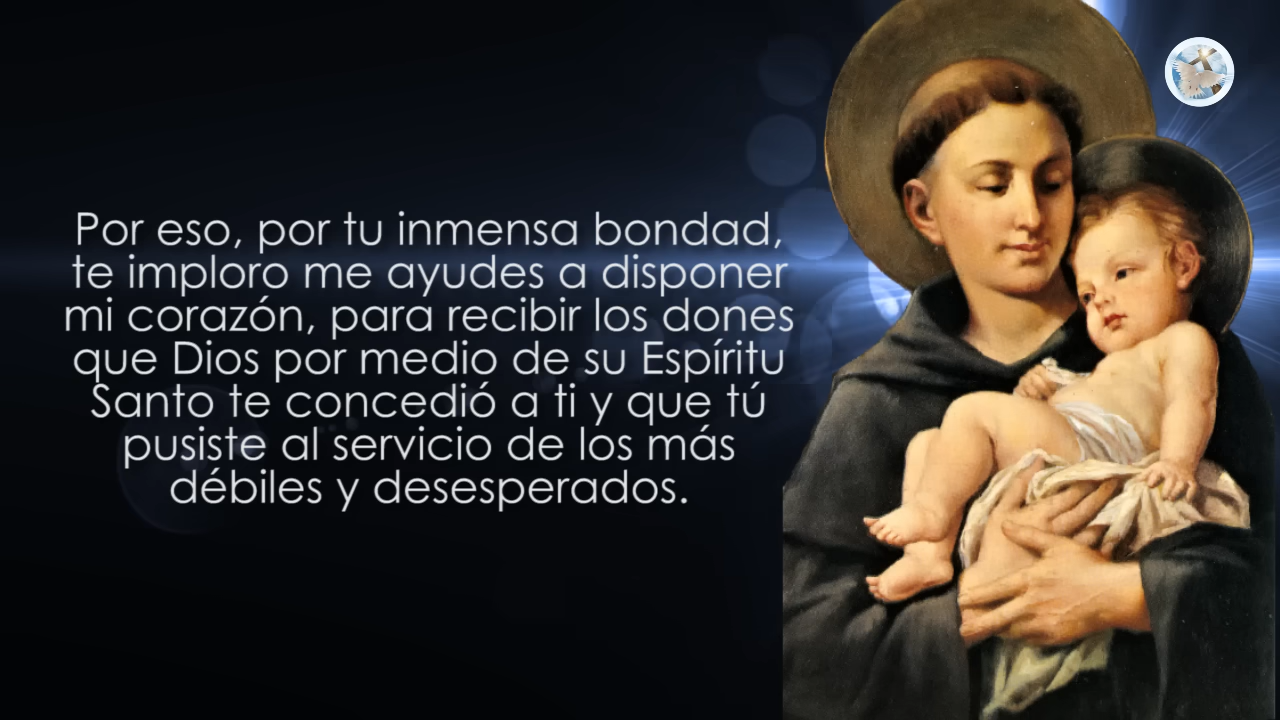 Por eso, por tu inmensa bondad,
te imploro me ayudes a disponer
mi corazón, para recibir los dones
que Dios por medio de su Espíritu
Santo te concedió a ti y que tú
pusiste al servicio de los más
débiles y desesperados.